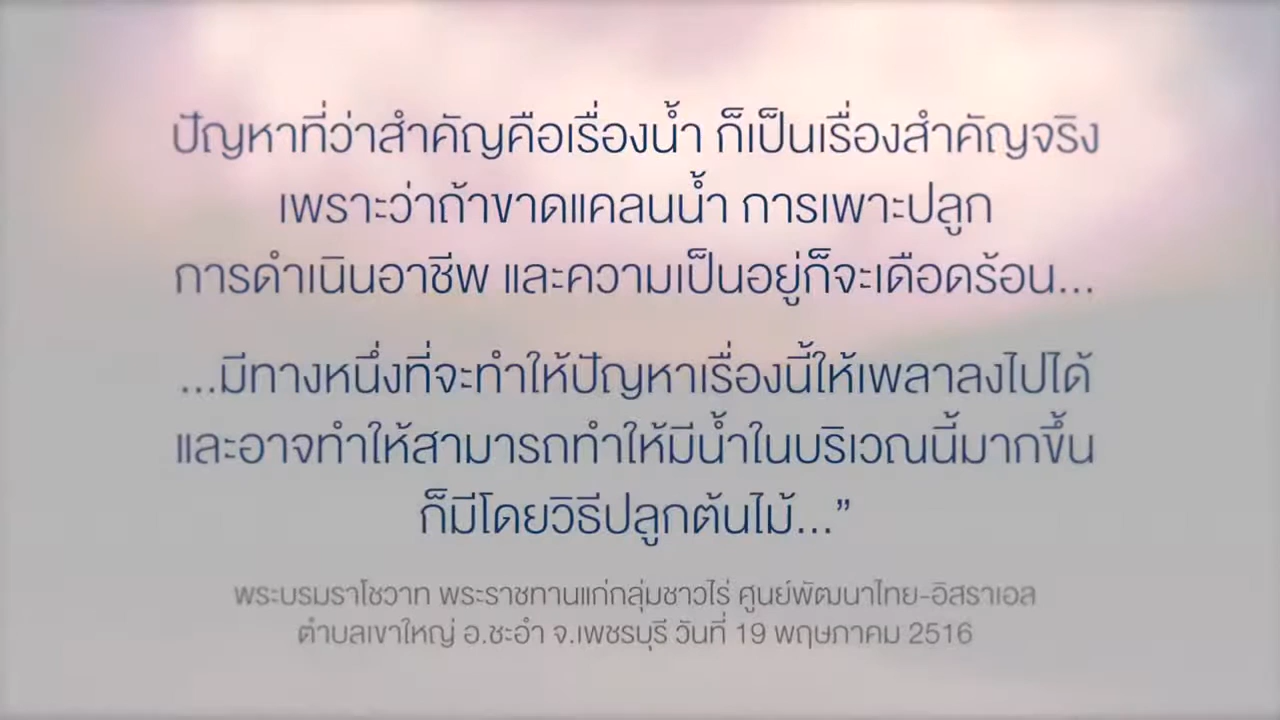 ปัญหาที่ว่าสำคัญคือเรื่องน้ำ ก็เป็นเรื่องสำคัญจริง
เพราะว่าถ้าขาดแคลนน้ำ การเพาะปลูก
การดำเนินอาชีพ และความเป็นอยู่ก็จะเดือดร้อน...
...มีทางหนึ่งที่จะทำให้ปัญหาเรื่องนี้ให้เพลาลงไปได้
และอาจทำให้สามารถทำให้มีน้ำในบริเวณนี้มากขึ้น
ก็มีโดยวิธีปลูกต้นไม้...”
พระบรมราโชวาท พระราชทานแก่กลุ่มชาวไร่ ศูนย์พัฒนาไทย-อิสราเอล
ตำบลเขาใหญ่ อ.ชะอำ จ.เพชรบุรี วันที่ 19 พฤษภาคม 2516